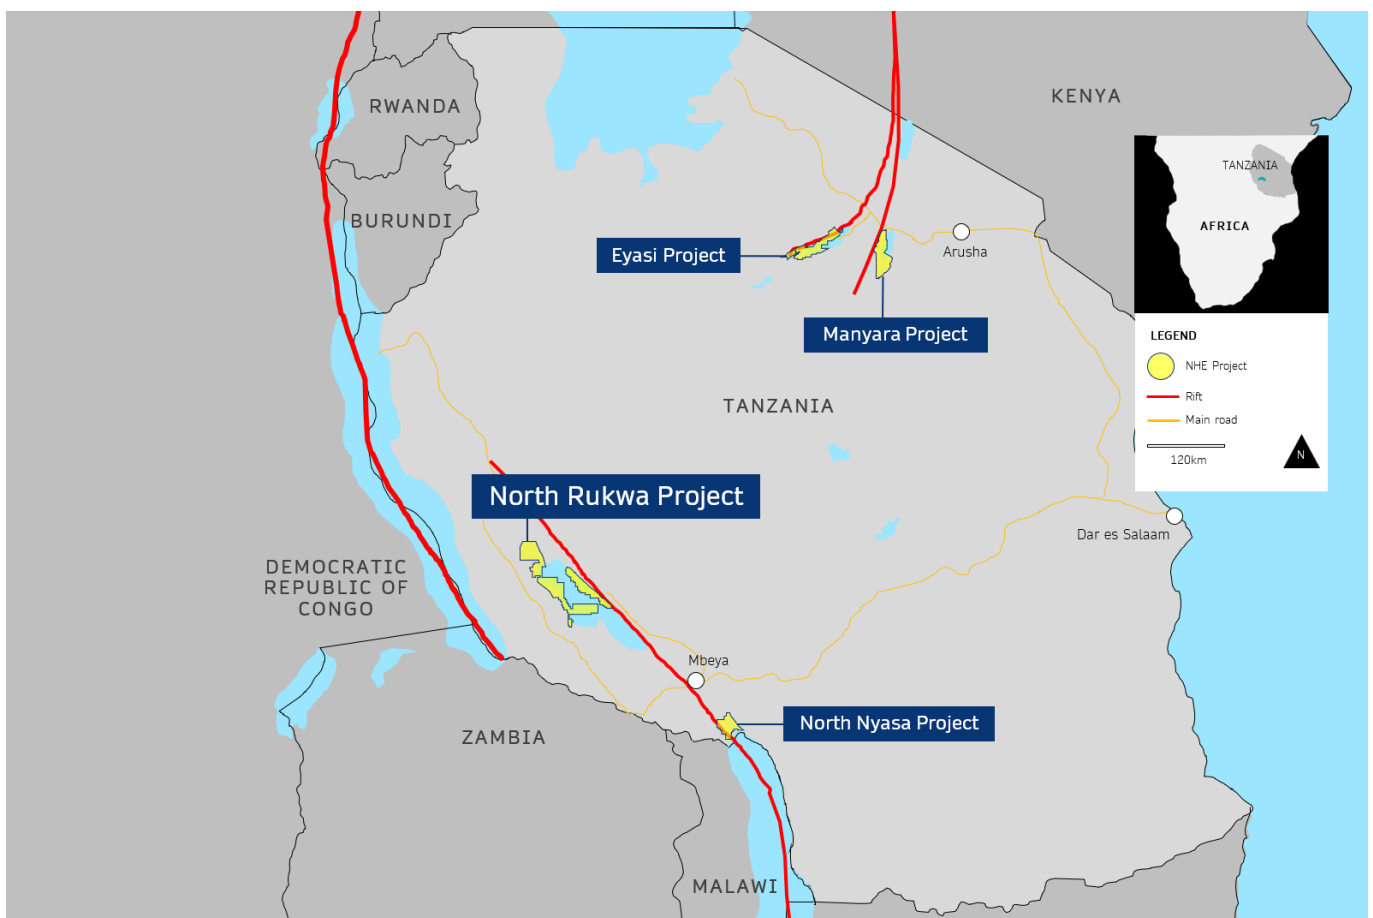 RWANDA
KENYA
BURUNDI
Eyasi Project
Arusha
Manyara Project
TANZANIA
North Rukwa Project
Dar es Salaam
DEMOCRATIC
REPUBLIC OF
CONGO
Mbeya
North Nyasa Project
ZAMBIA
MALAWI
TANZANIA
AFRICA
LEGEND
NHE Project
Rift
Main road
120km
N